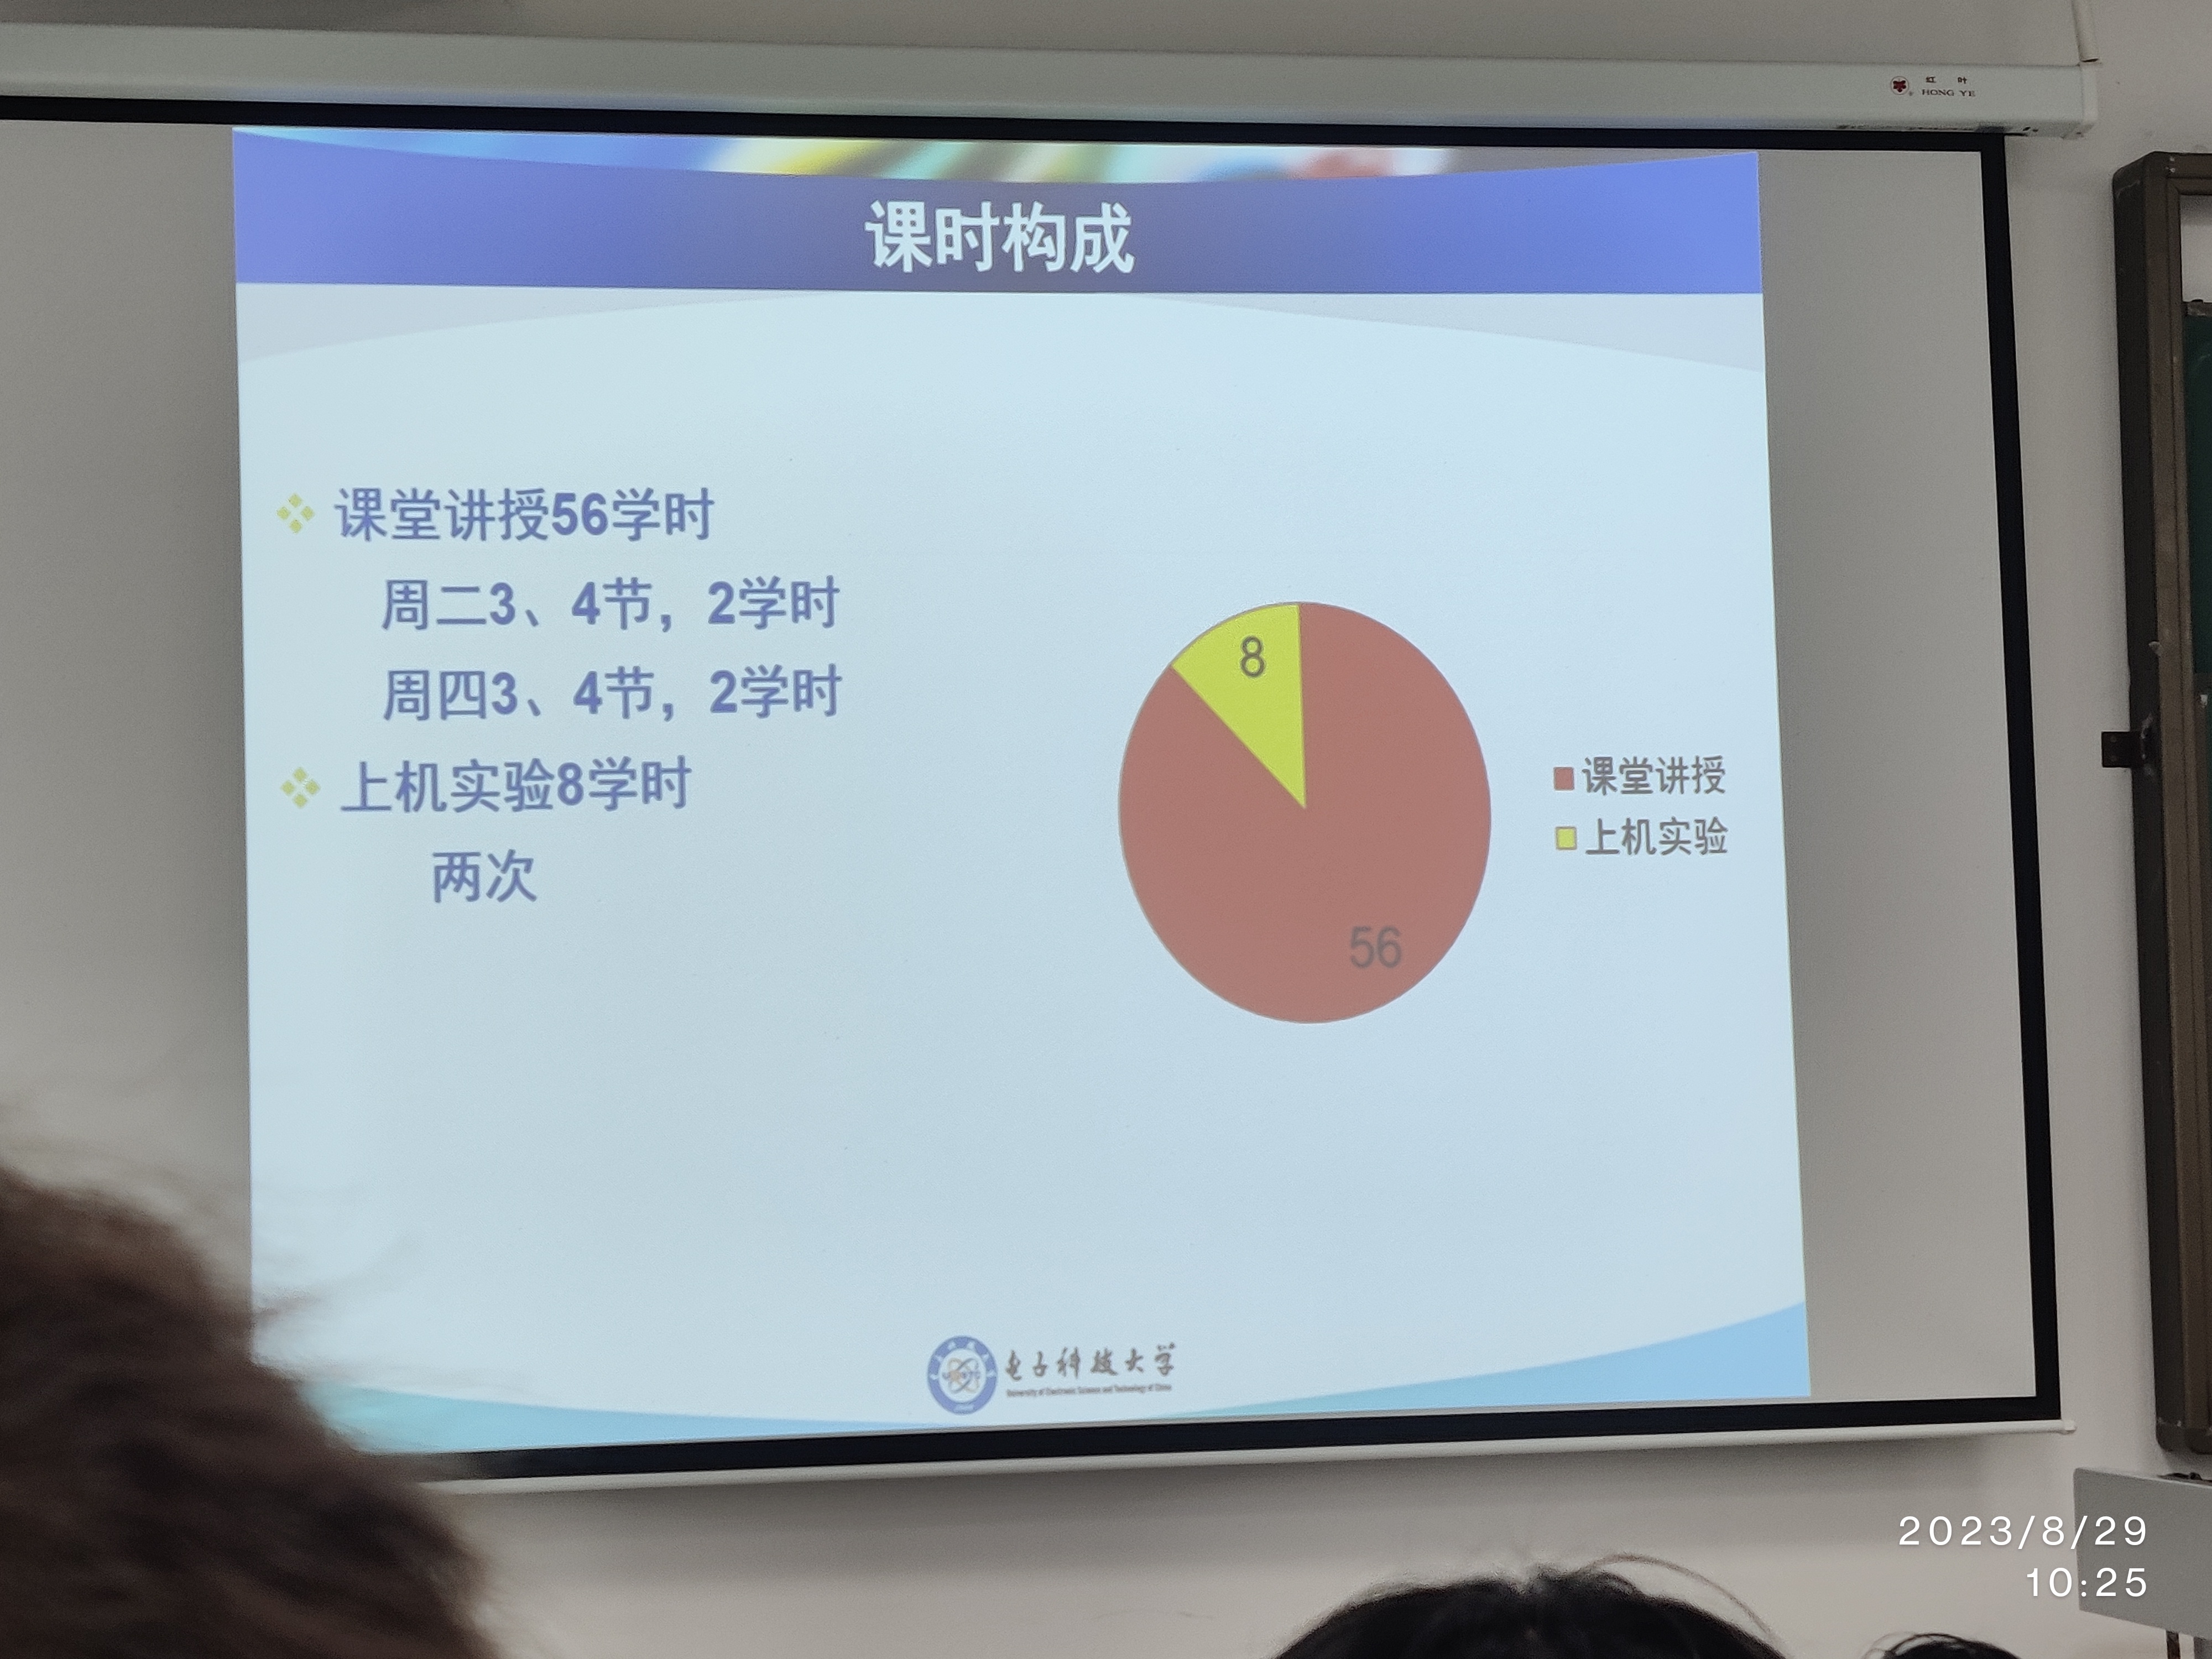 红 叶
HONG YE
课时构成
课堂讲授56学时
周二3、4节，2学时
周四3、4节，2学时
上机实验8学时
两次
8
56
课堂讲授
上机实验
电子科技大学
University of Electronic Science and Technology of China
2023/8/29
10:25